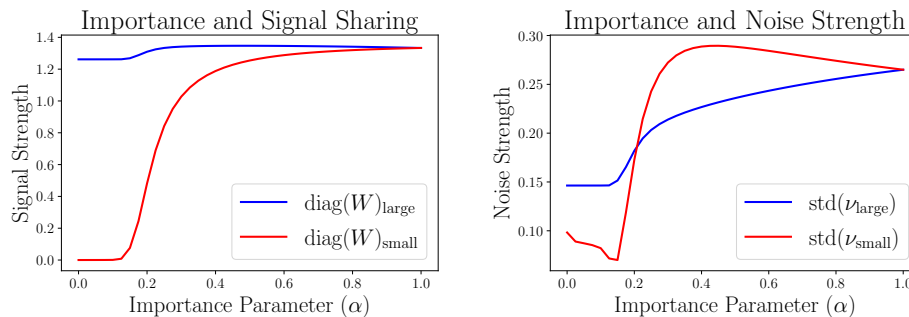 Importance and Signal Sharing
Signal Strength
1.4
1.2
1.0
0.8
0.6
0.4
0.2
0.0
diag(W)large
diag(W)small
0.0 0.2 0.4 0.6 0.8 1.0
Importance Parameter (α)
Importance and Noise Strength
Noise Strength
0.30
0.25
0.20
0.15
0.10
std(νlarge)
std(νsmall)
0.0 0.2 0.4 0.6 0.8 1.0
Importance Parameter (α)